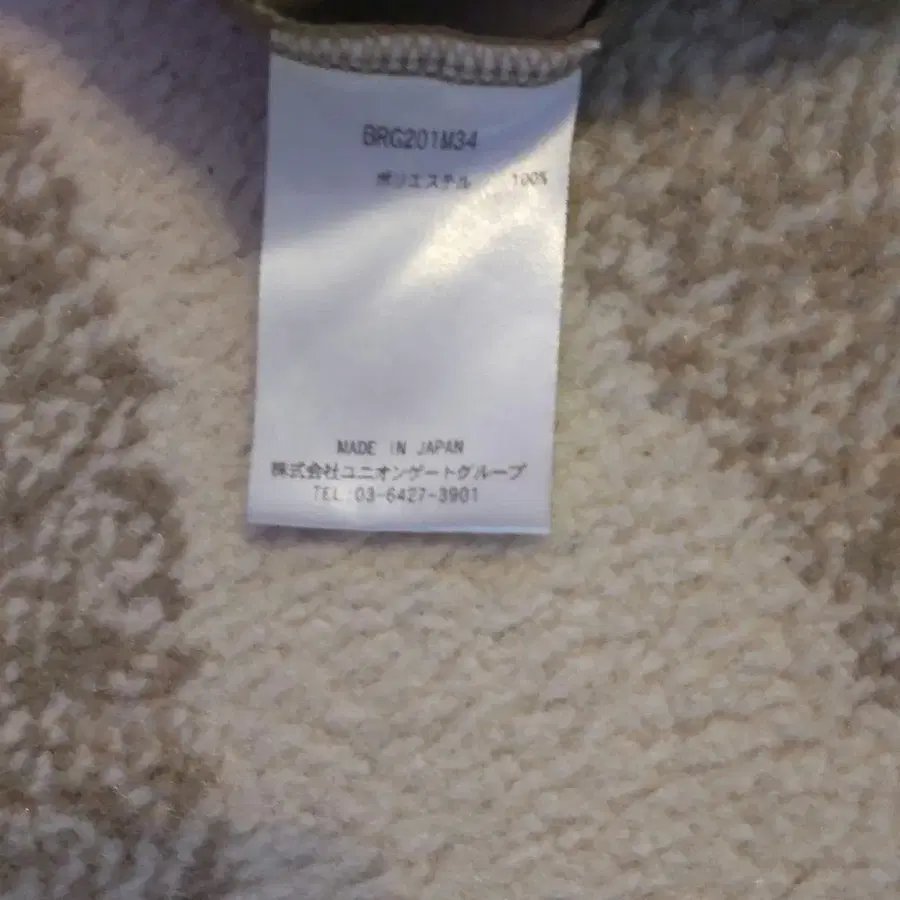 BRG201M34
ポリエステル 100%
MADE IN JAPAN
株式会社ユニオンゲートグループ
TEL:03-6427-3901